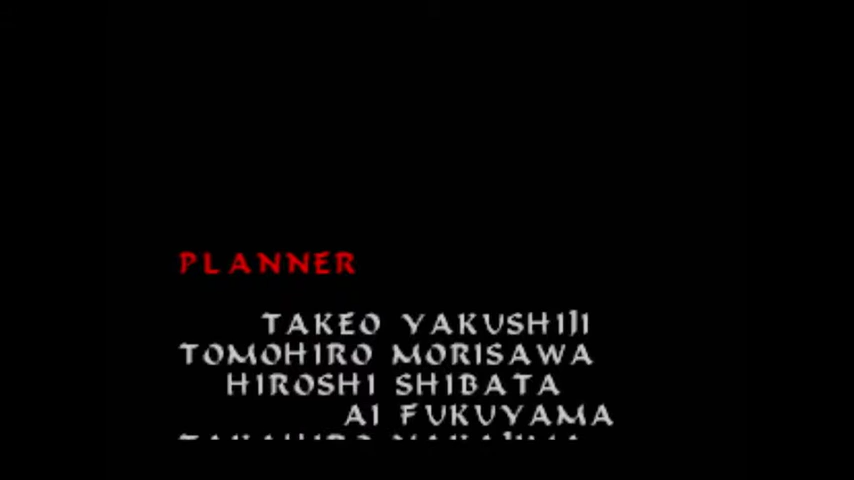 PLANNER
TAKEO YAKUSHIJI
TOMOHIRO MORISAWA
HIROSHI SHIBATA
AI FUKUYAMA